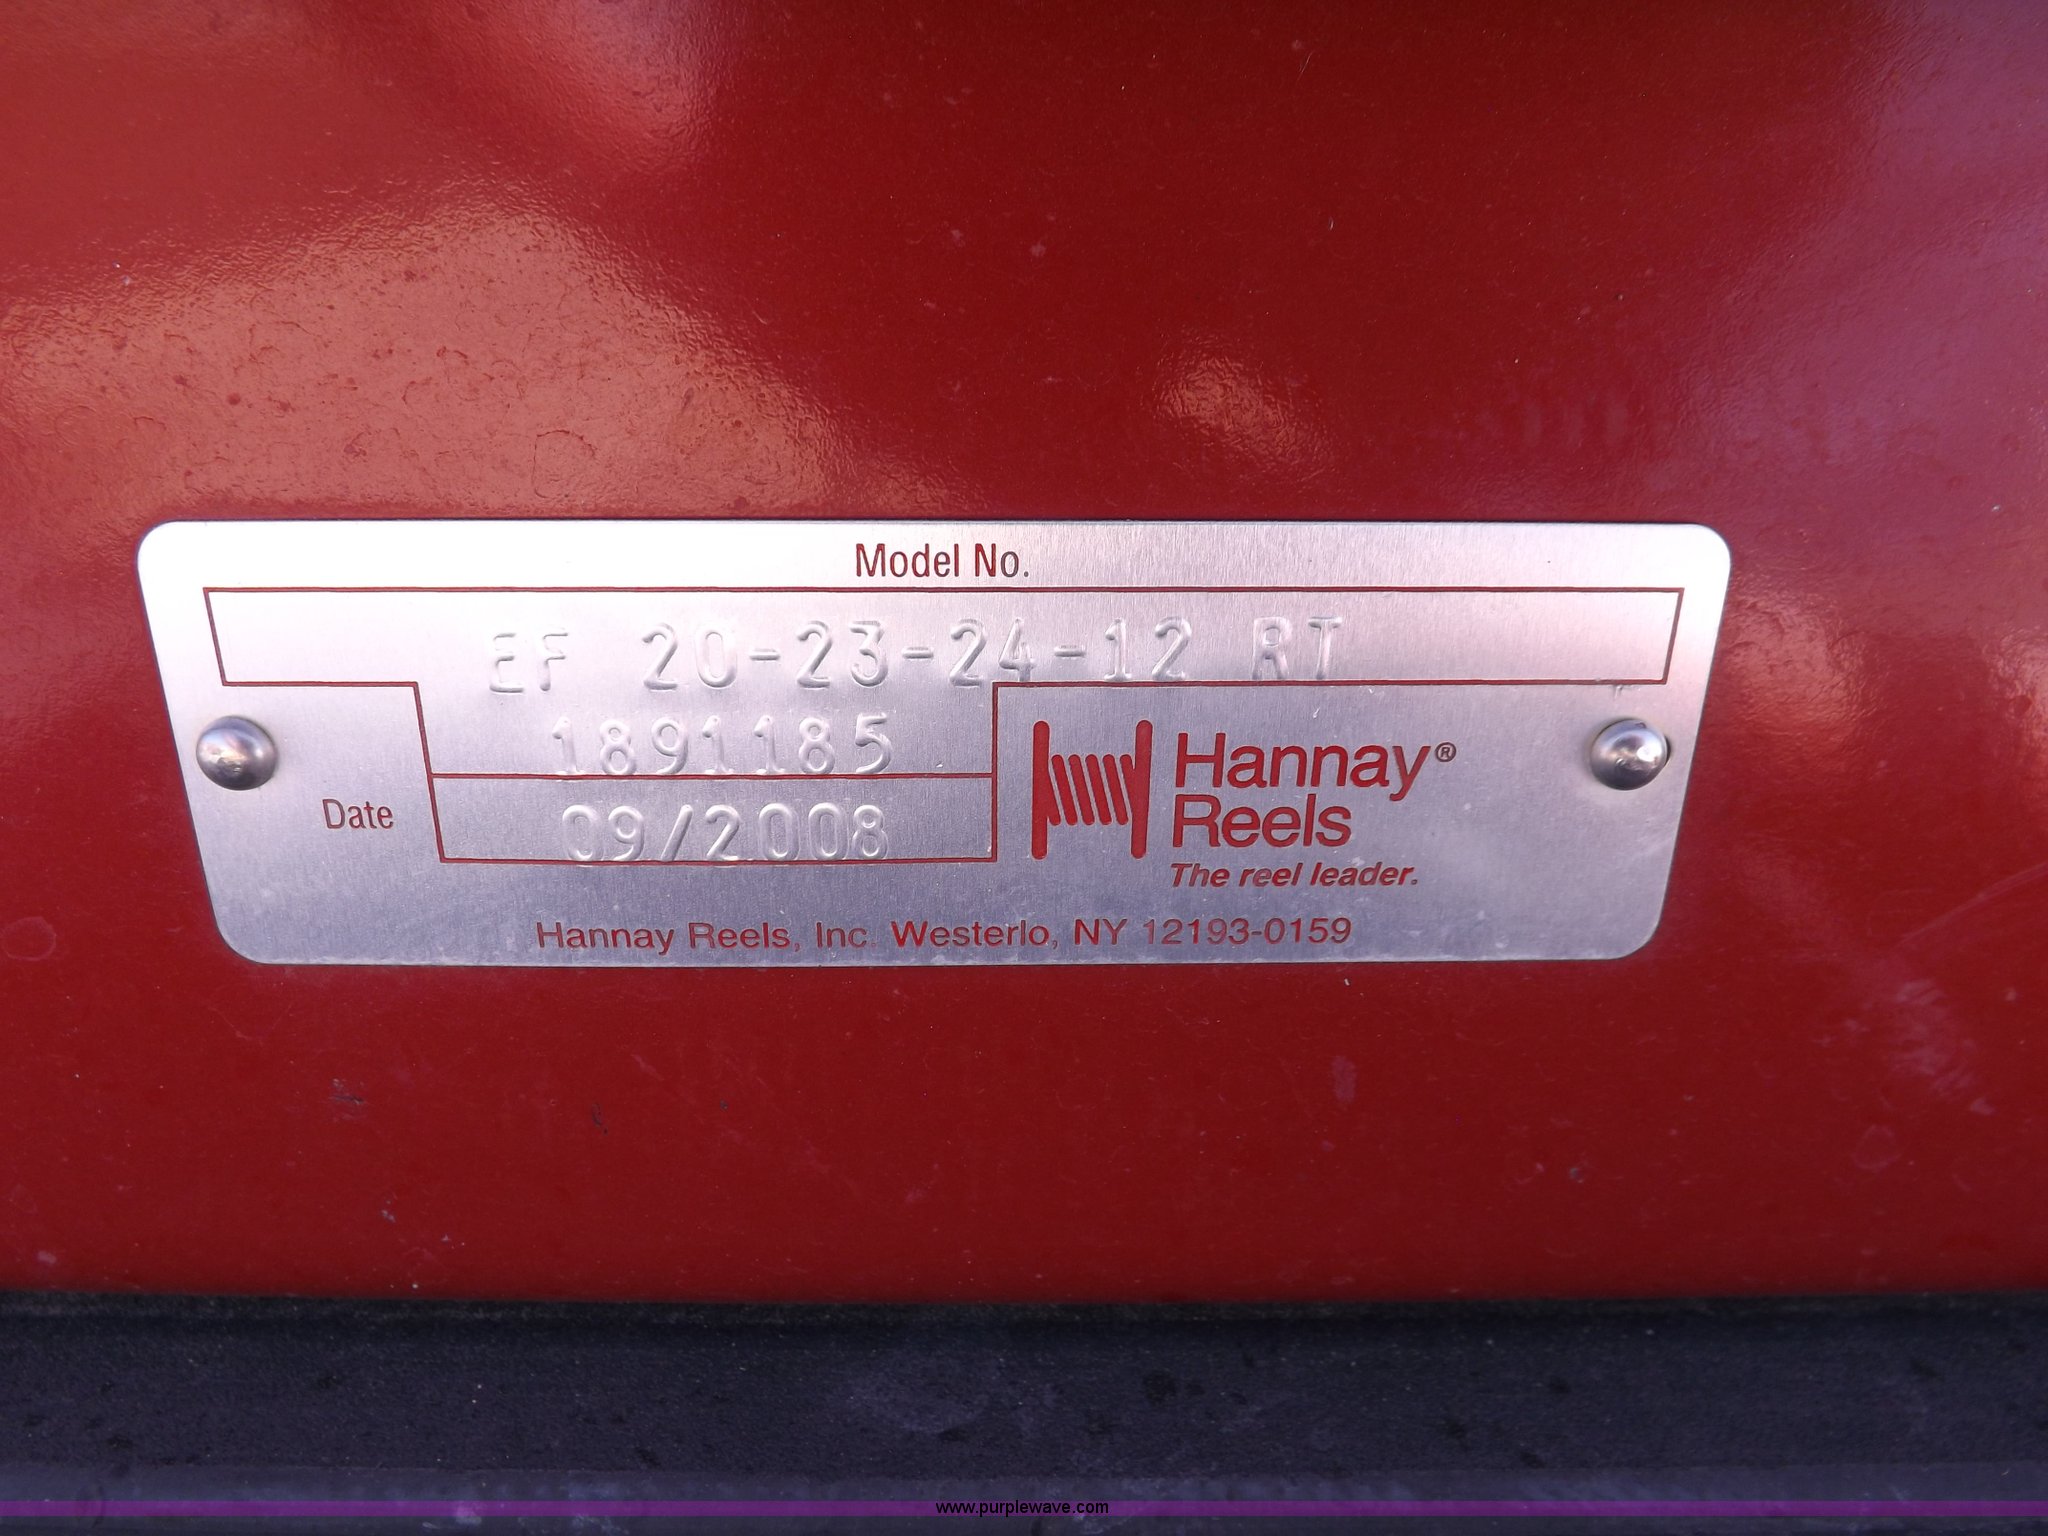 Model No.
EF 20-23-24-12 RT
1891185
Date 09/2008
Hannay®
Reels
The reel leader.
Hannay Reels, Inc. Westerlo, NY 12193-0159
www.purplewave.com